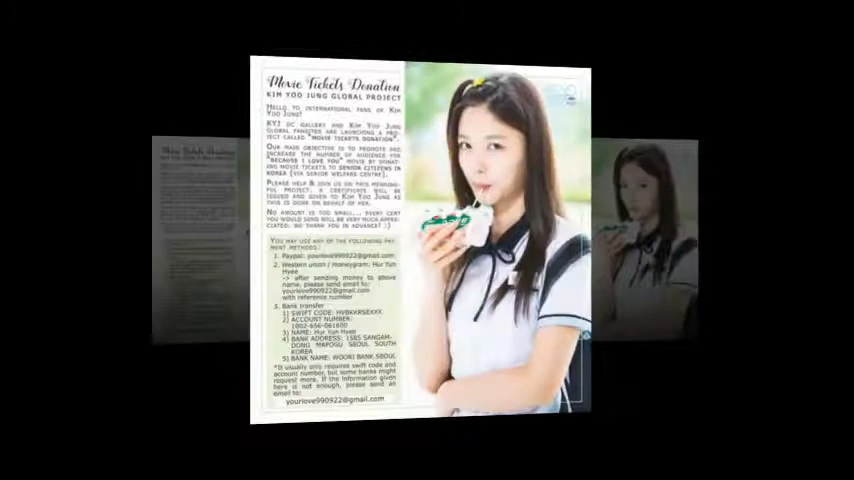 Movie Tickets Donation
KIM YOO JUNG GLOBAL PROJECT
HELLO TO INTERNATIONAL FANS OF KIM
YOO JUNG!
KYJ DC GALLERY AND KIM YOO JUNG
GLOBAL FANSITES ARE LAUNCHING A PRO-
JECT CALLED "MOVIE TICKETS DONATION".
OUR MAIN OBJECTIVE IS TO PROMOTE AND
INCREASE THE NUMBER OF AUDIENCE FOR
"BECAUSE I LOVE YOU" MOVIE BY DONAT-
ING MOVIE TICKETS TO SENIOR CITIZENS IN
KOREA (VIA SENIOR WELFARE CENTRE).
PLEASE HELP & JOIN US ON THIS MEANING-
FUL PROJECT. A CERTIFICATE WILL BE
ISSUED AND GIVEN TO KIM YOO JUNG AS
THIS IS DONE ON BEHALF OF HER.
NO AMOUNT IS TOO SMALL... EVERY CENT
YOU WOULD SEND WILL BE VERY MUCH APPRE-
CIATED. WE THANK YOU IN ADVANCE! :)
YOU MAY USE ANY OF THE FOLLOWING PAY-
MENT METHODS:
1. Paypal: yourlove990922@gmail.com
2. Western union / moneygram: Hur Yun
Hyee
-> after sending money to above
name, please send email to:
yourlove990922@gmail.com
with reference number
3. Bank transfer
1) SWIFT CODE: HVBKKRSEXXX
2) ACCOUNT NUMBER:
1002-656-061600
3) NAME: Hur Yun Hyee
4) BANK ADDRESS: 1585 SANGAM-
DONG MAPOGU SEOUL SOUTH
KOREA
5) BANK NAME: WOORI BANK SEOUL
*It usually only requires swift code and
account number, but some banks might
request more. If the information given
here is not enough, please send an
email to:
yourlove990922@gmail.com